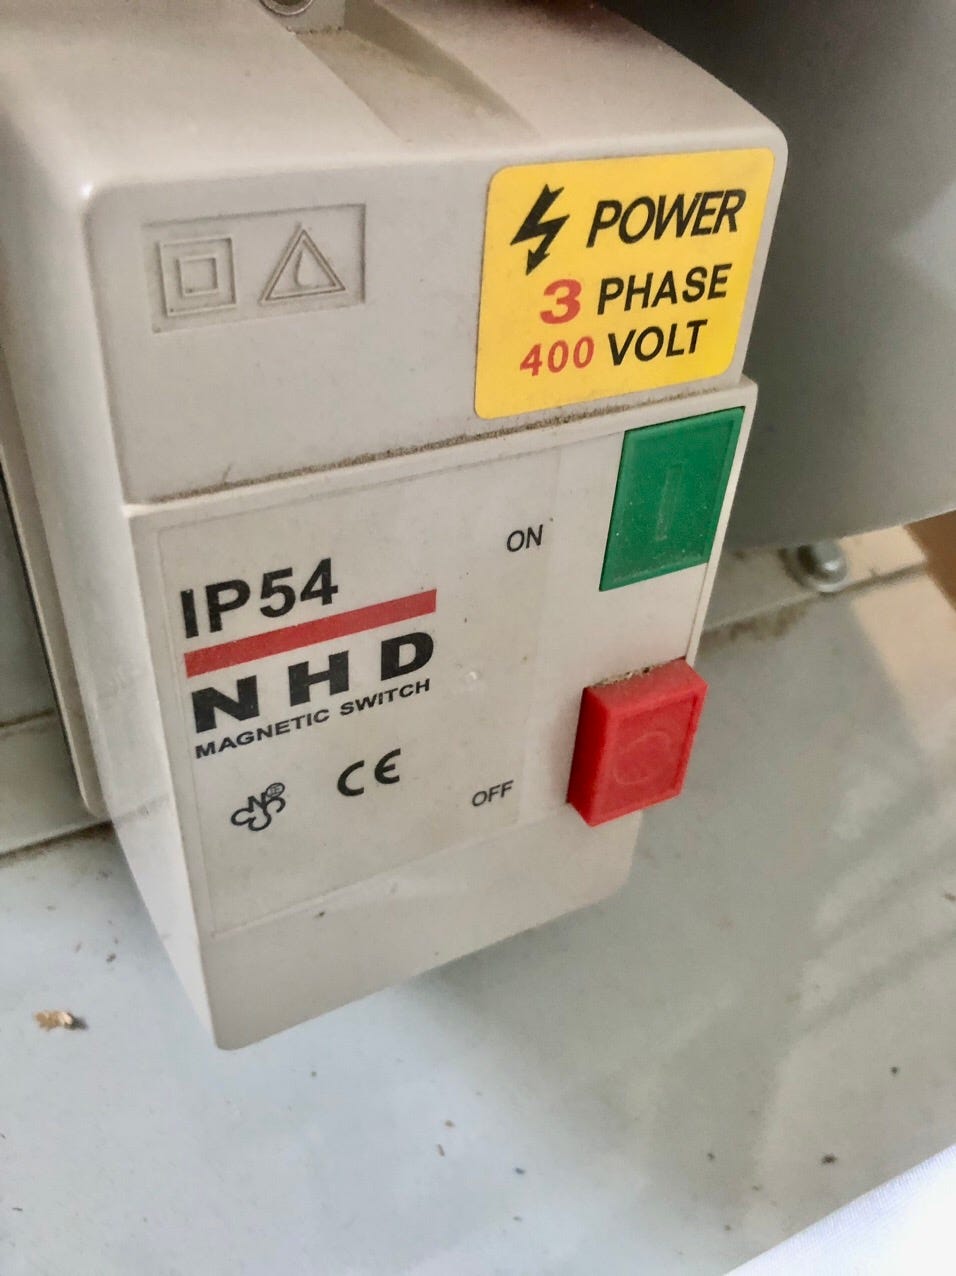 POWER
3 PHASE
400 VOLT
ON
IP54
NHD
MAGNETIC SWITCH
CE
OFF